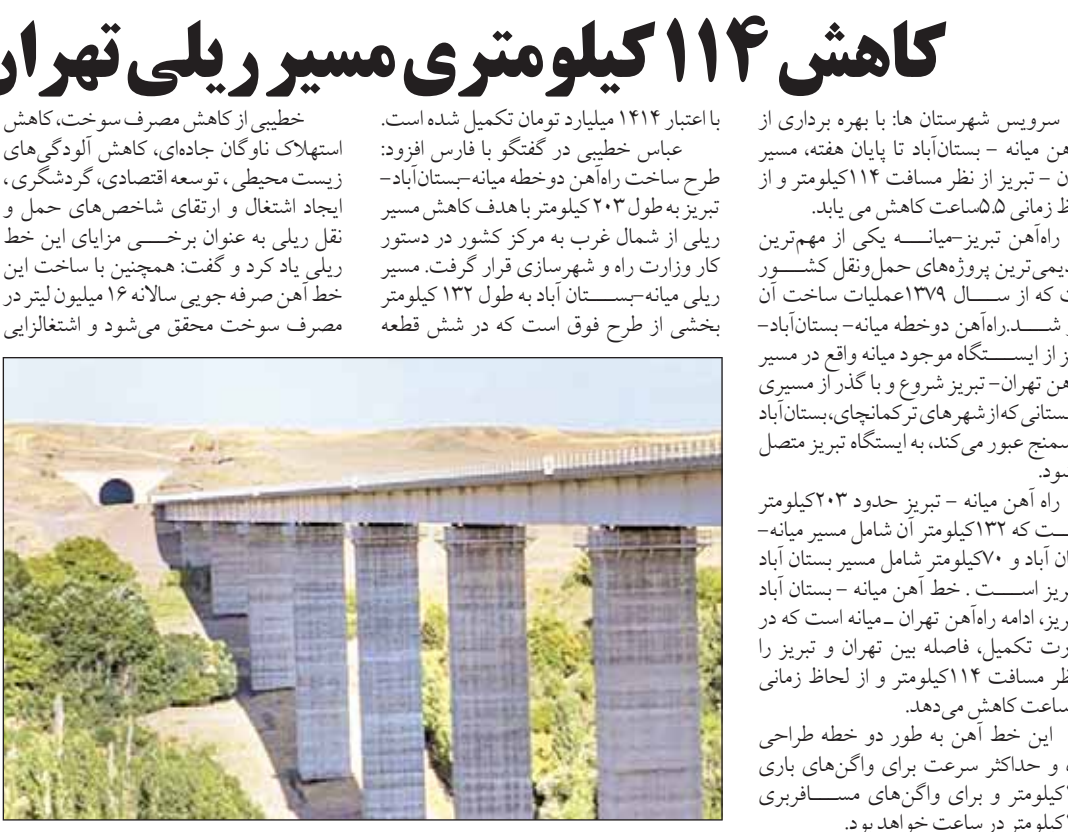 کاهش ۱۱۴ کیلومتری مسیر ریلی تهران
سرویس شهرستان ها: با بهره برداری از
میانه - بستان‌آباد تا پایان هفته، مسیر
- تبریز از نظر مسافت ۱۱۴کیلومتر و از
زمانی ۵.۵ساعت کاهش می یابد.
راه‌آهن تبریز-میانه یکی از مهم‌ترین
پروژه‌های حمل‌ونقل کشور
که از سال ۱۳۷۹عملیات ساخت آن
شد.راه‌آهن دوخطه میانه- بستان‌آباد-
از ایستگاه موجود میانه واقع در مسیر
تهران- تبریز شروع و با گذر از مسیری
که‌از شهرهای ترکمانچای،بستان‌آباد
عبور می‌کند، به ایستگاه تبریز متصل
راه آهن میانه - تبریز حدود ۲۰۳کیلومتر
که ۱۳۲کیلومتر آن شامل مسیر میانه-
آباد و ۷۰کیلومتر شامل مسیر بستان آباد
است . خط آهن میانه - بستان آباد
ادامه راه‌آهن تهران ـ میانه است که در
تکمیل، فاصله بین تهران و تبریز را
مسافت ۱۱۴کیلومتر و از لحاظ زمانی
ساعت کاهش می‌دهد.
این خط آهن به طور دو خطه طراحی
و حداکثر سرعت برای واگن‌های باری
کیلومتر و برای واگن‌های مسافربری
کیلومتر در ساعت خواهد بود.
با اعتبار ۱۴۱۴ میلیارد تومان تکمیل شده است.
عباس خطیبی در گفتگو با فارس افزود:
طرح ساخت راه‌آهن دوخطه میانه-بستان‌آباد-
تبریز به طول ۲۰۳ کیلومتر با هدف کاهش مسیر
ریلی از شمال غرب به مرکز کشور در دستور
کار وزارت راه و شهرسازی قرار گرفت. مسیر
ریلی میانه-بستان آباد به طول ۱۳۲ کیلومتر
بخشی از طرح فوق است که در شش قطعه
خطیبی از کاهش مصرف سوخت، کاهش
استهلاک ناوگان جاده‌ای، کاهش آلودگی‌های
زیست محیطی ، توسعه اقتصادی، گردشگری ،
ایجاد اشتغال و ارتقای شاخص‌های حمل و
نقل ریلی به عنوان برخی مزایای این خط
ریلی یاد کرد و گفت: همچنین با ساخت این
خط آهن صرفه جویی سالانه ۱۶ میلیون لیتر در
مصرف سوخت محقق می‌شود و اشتغالزایی